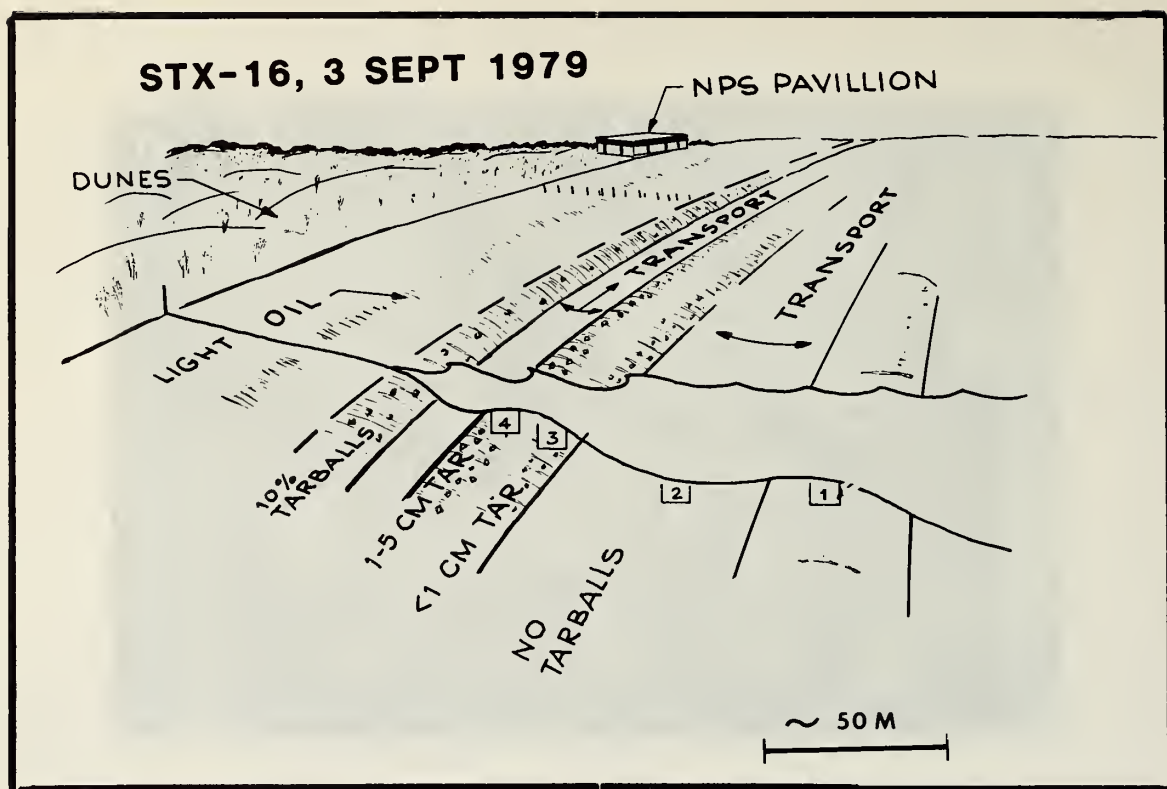 STX-16, 3 SEPT 1979
NPS PAVILLION
DUNES
TRANSPORT
TRANSPORT
LIGHT OIL
10%
TARBALLS
1-5 CM TAR
<1 CM TAR
NO
TARBALLS
4
3
2
1
~ 50 M